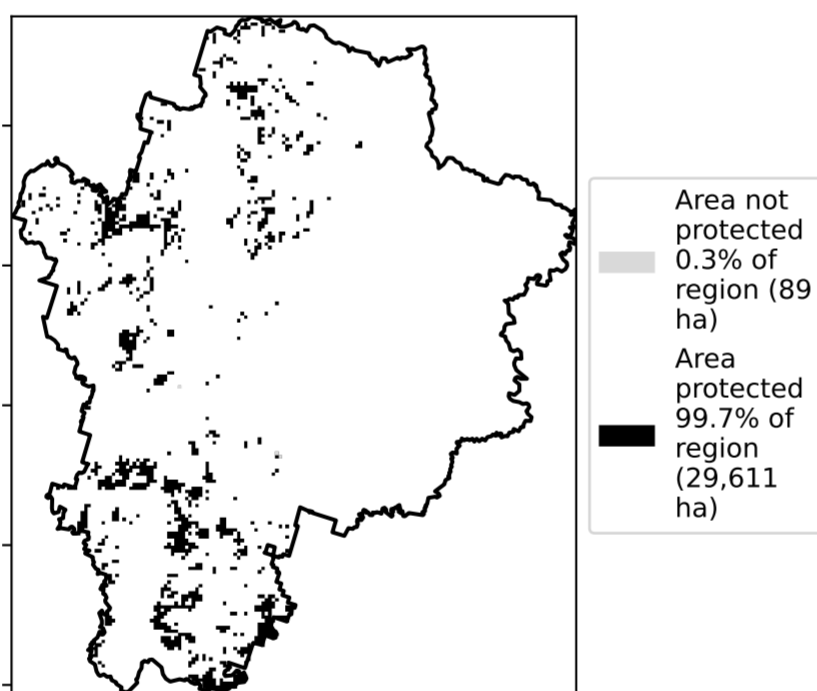 Area not
protected
0.3% of
region (89
ha)
Area
protected
99.7% of
region
(29,611
ha)